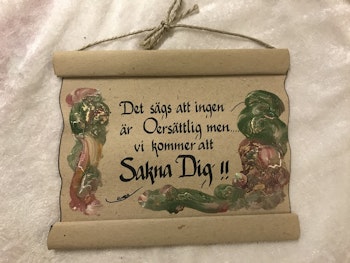 Det sägs att ingen
är Oersättlig men...
vi kommer att
Sakna Dig !!